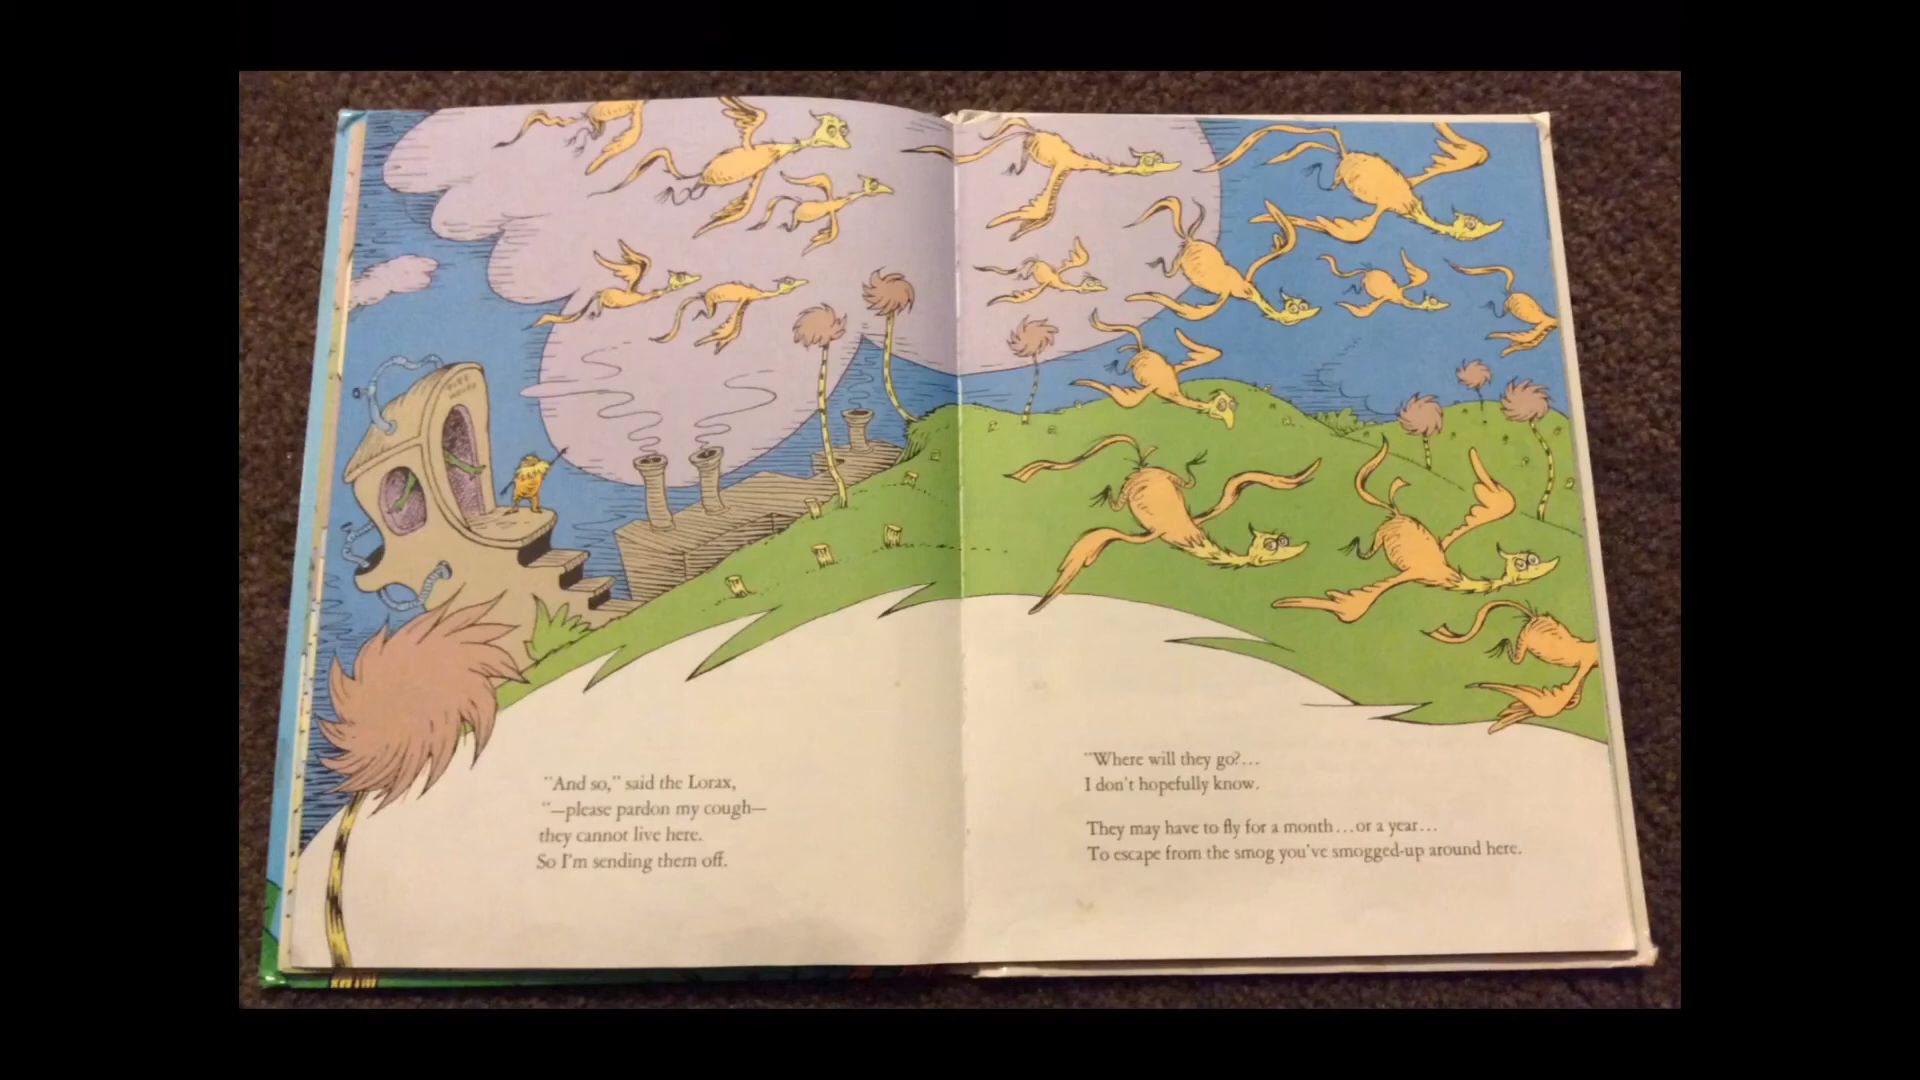 "And so," said the Lorax,
"—please pardon my cough—
they cannot live here.
So I'm sending them off.
"Where will they go?...
I don't hopefully know.
They may have to fly for a month...or a year...
To escape from the smog you've smogged-up around here.